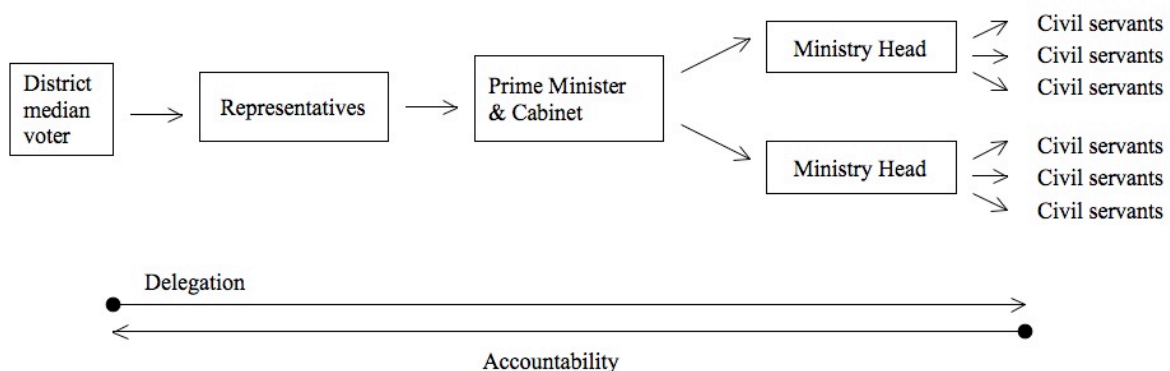 District
median
voter
Representatives
Prime Minister
& Cabinet
Ministry Head
Civil servants
Civil servants
Civil servants
Ministry Head
Civil servants
Civil servants
Civil servants
Delegation
Accountability